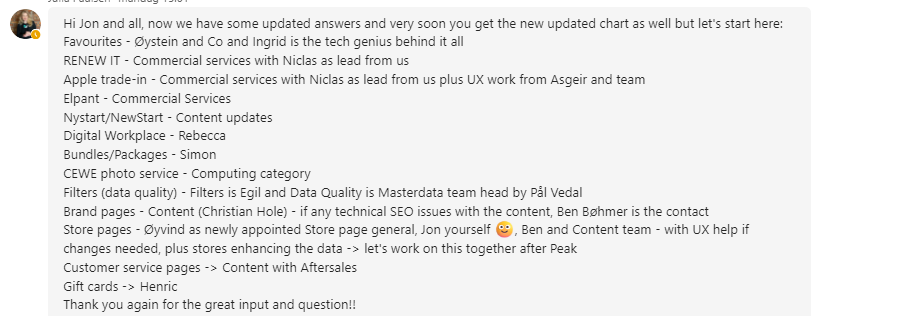 Hi Jon and all, now we have some updated answers and very soon you get the new updated chart as well but let's start here:
Favourites - Øystein and Co and Ingrid is the tech genius behind it all
RENEW IT - Commercial services with Niclas as lead from us
Apple trade-in - Commercial services with Niclas as lead from us plus UX work from Asgeir and team
Elpant - Commercial Services
Nystart/NewStart - Content updates
Digital Workplace - Rebecca
Bundles/Packages - Simon
CEWE photo service - Computing category
Filters (data quality) - Filters is Egil and Data Quality is Masterdata team head by Pål Vedal
Brand pages - Content (Christian Hole) - if any technical SEO issues with the content, Ben Bøhmer is the contact
Store pages - Øyvind as newly appointed Store page general, Jon yourself 🙂, Ben and Content team - with UX help if
changes needed, plus stores enhancing the data -> let's work on this together after Peak
Customer service pages -> Content with Aftersales
Gift cards -> Henric
Thank you again for the great input and question!!